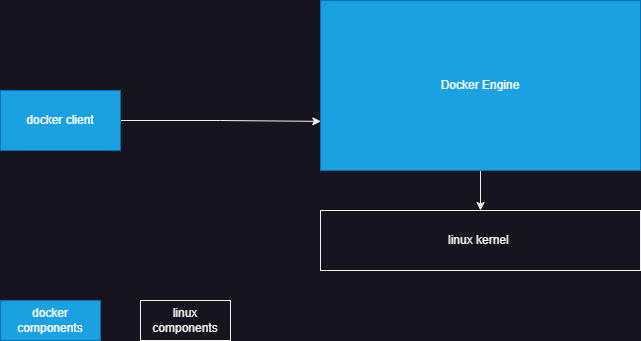 Docker Engine
docker client
linux kernel
docker
components
linux
components